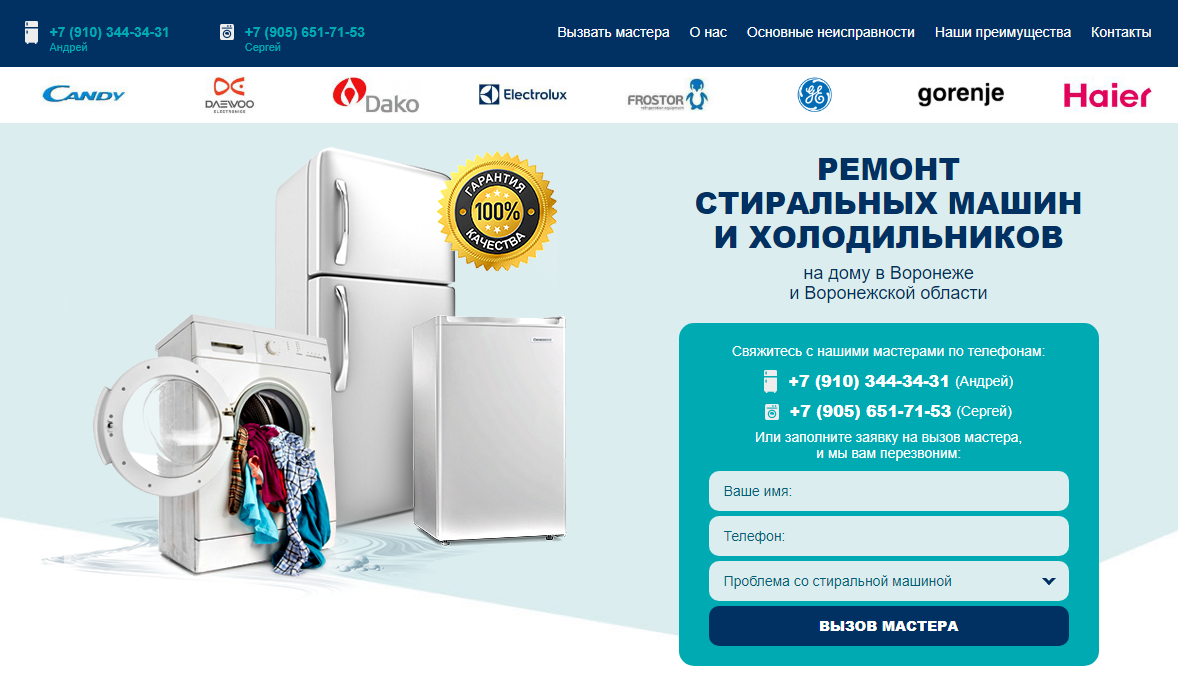 +7 (910) 344-34-31
Андрей
+7 (905) 651-71-53
Сергей
Вызвать мастера
О нас
Основные неисправности
Наши преимущества
Контакты
CANDY
DAEWOO
ELECTRONICS
Dako
Electrolux
FROSTOR
gorenje
Haier
ГАРАНТИЯ
100%
КАЧЕСТВА
РЕМОНТ
СТИРАЛЬНЫХ МАШИН
И ХОЛОДИЛЬНИКОВ
на дому в Воронеже
и Воронежской области
Свяжитесь с нашими мастерами по телефонам:
+7 (910) 344-34-31 (Андрей)
+7 (905) 651-71-53 (Сергей)
Или заполните заявку на вызов мастера,
и мы вам перезвоним:
Ваше имя:
Телефон:
Проблема со стиральной машиной
ВЫЗОВ МАСТЕРА